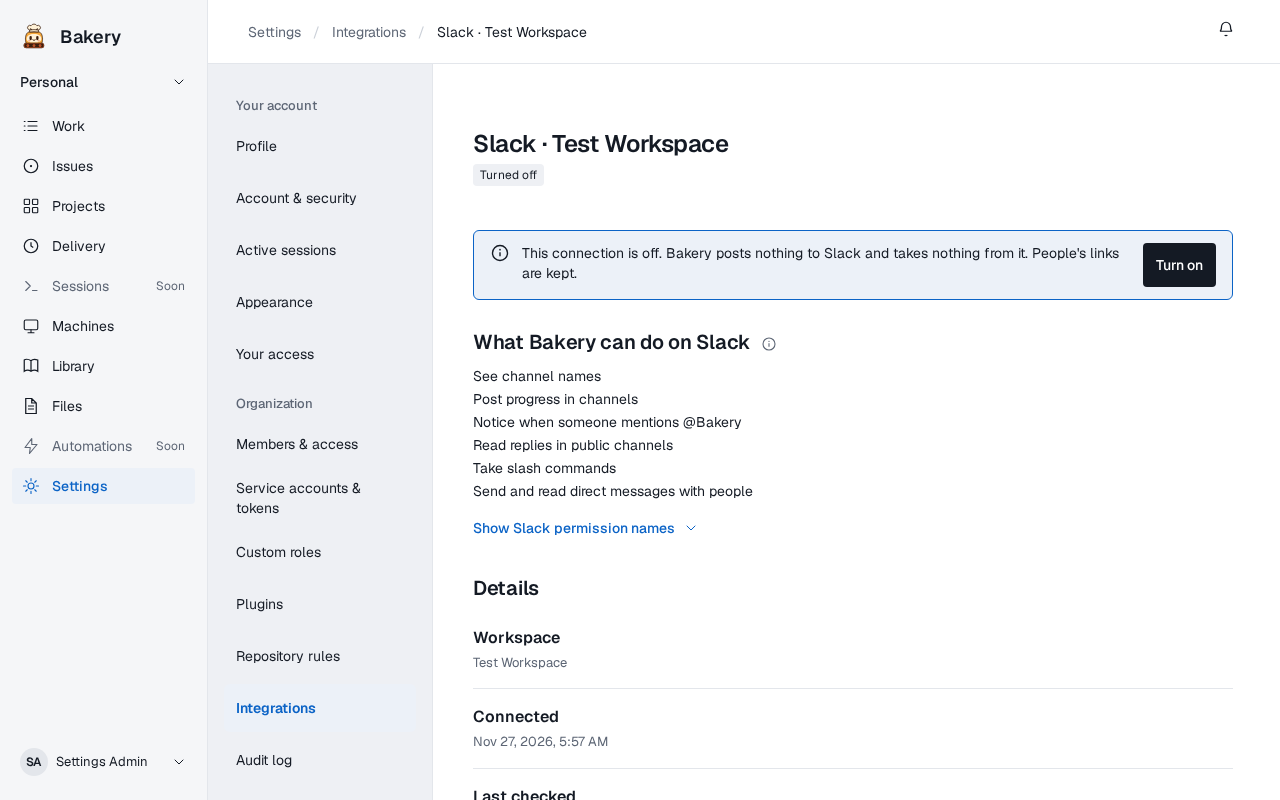 Bakery
Personal
Work
Issues
Projects
Delivery
Sessions Soon
Machines
Library
Files
Automations Soon
Settings
SA Settings Admin
Settings / Integrations / Slack · Test Workspace
Your account
Profile
Account & security
Active sessions
Appearance
Your access
Organization
Members & access
Service accounts &
tokens
Custom roles
Plugins
Repository rules
Integrations
Audit log
Slack · Test Workspace
Turned off
This connection is off. Bakery posts nothing to Slack and takes nothing from it. People's links
are kept.
Turn on
What Bakery can do on Slack
See channel names
Post progress in channels
Notice when someone mentions @Bakery
Read replies in public channels
Take slash commands
Send and read direct messages with people
Show Slack permission names
Details
Workspace
Test Workspace
Connected
Nov 27, 2026, 5:57 AM
Last checked